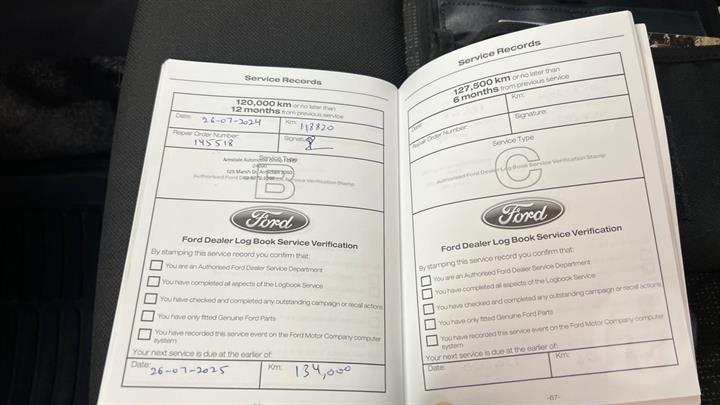 Service Records
120,000 km or no later than
12 months from previous service
Date: 26-07-2024 Km: 118820
Repair Order Number: 145518 Signature:
Service Type
B
Armidale
Authorised Ford Service Verification Stamp
Ford
Ford Dealer Log Book Service Verification
By stamping this service record you confirm that:
You are an Authorised Ford Dealer Service Department
You have completed all aspects of the Logbook Service
You have checked and completed any outstanding campaign or recall actions
You have only fitted Genuine Ford Parts
You have recorded this service event on the Ford Motor Company computer
system
Your next service is due at the earlier of:
Date: 26-07-2025 Km: 134,000
Service Records
127,500 km or no later than
6 months from previous service
Date: Km:
Repair Order Number: Signature:
Service Type
C
Authorised Ford Dealer Log Book Service Verification Stamp
Ford
Ford Dealer Log Book Service Verification
By stamping this service record you confirm that:
You are an Authorised Ford Dealer Service Department
You have completed all aspects of the Logbook Service
You have checked and completed any outstanding campaign or recall actions
You have only fitted Genuine Ford Parts
You have recorded this service event on the Ford Motor Company computer
system
Your next service is due at the earlier of:
Date: Km:
-67-